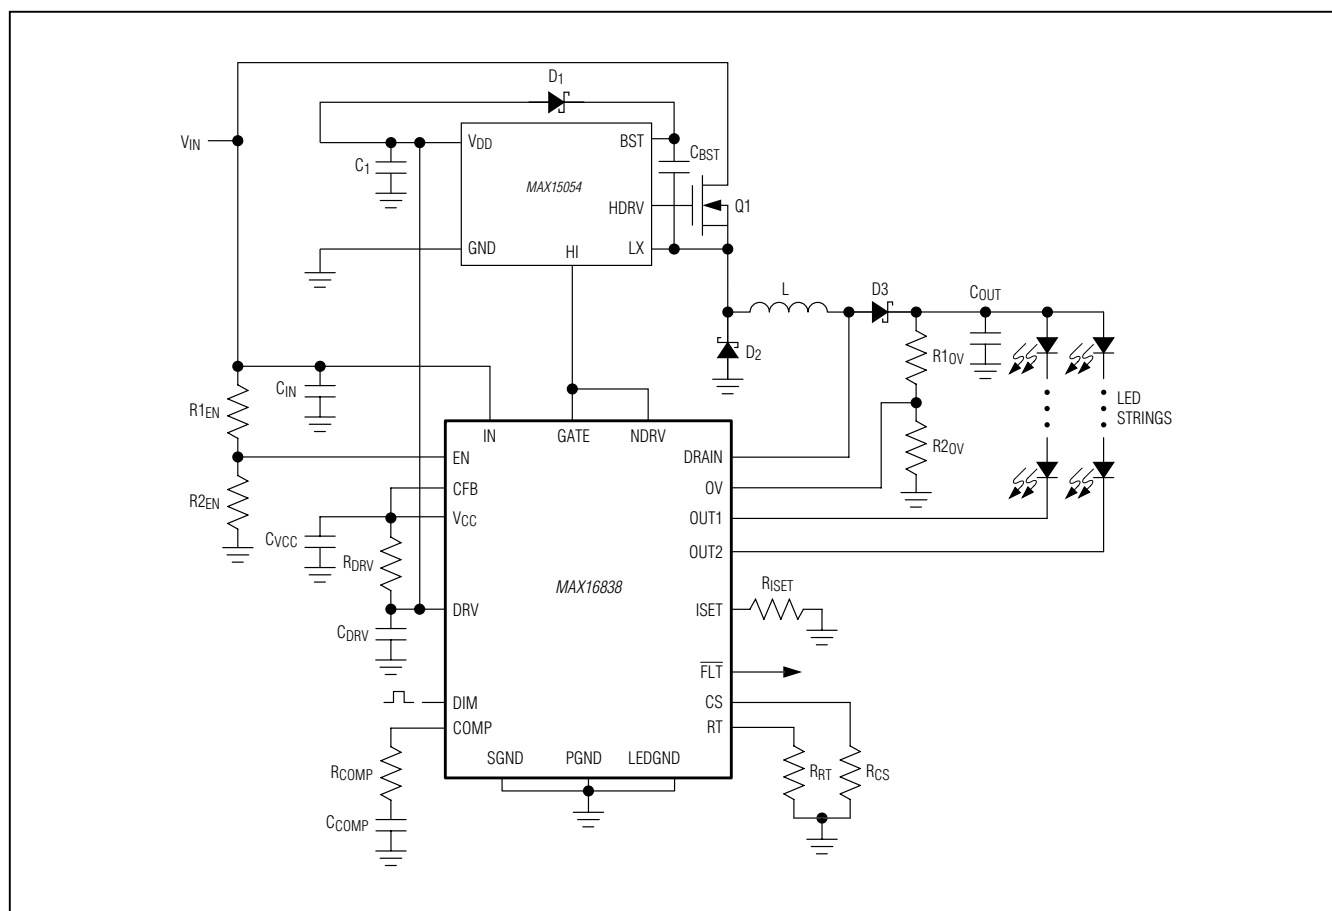 D1
VIN
VDD
BST
C1
CBST
MAX15054
HDRV
Q1
GND
HI
LX
L
D3
COUT
D2
R1OV
CIN
R1EN
LED
STRINGS
IN
GATE
NDRV
EN
DRAIN
R2OV
CFB
OV
R2EN
VCC
OUT1
CVCC
OUT2
RDRV
MAX16838
RISET
DRV
ISET
CDRV
FLT
DIM
CS
COMP
RT
SGND
PGND
LEDGND
RCOMP
RRT
RCS
CCOMP